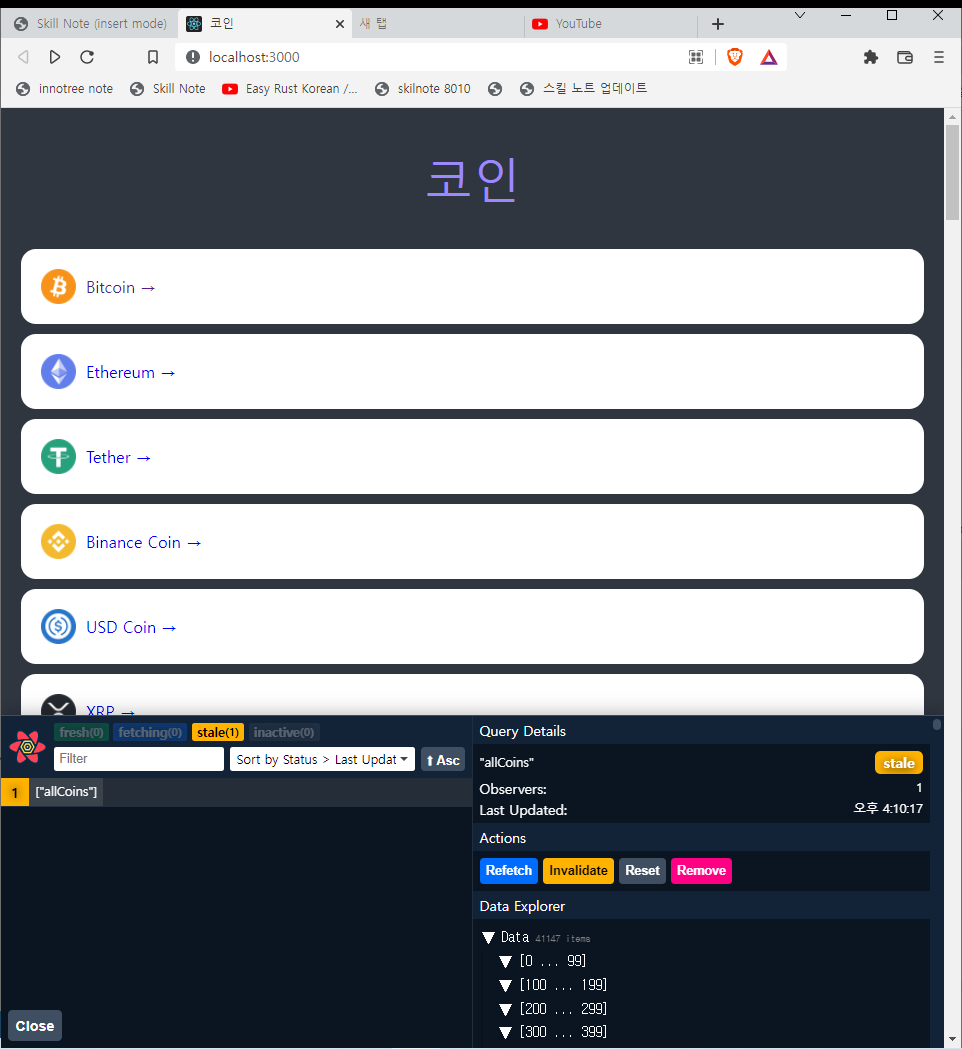 Skill Note (insert mode) 코인 새 탭 YouTube
localhost:3000
innotree note Skill Note Easy Rust Korean /... skilnote 8010 스킬 노트 업데이트
코인
Bitcoin →
Ethereum →
Tether →
Binance Coin →
USD Coin →
XRP →
fresh(0) fetching(0) stale(1) inactive(0)
Filter Sort by Status > Last Updat ⬆ Asc
1 ["allCoins"]
Close
Query Details
"allCoins" stale
Observers: 1
Last Updated: 오후 4:10:17
Actions
Refetch Invalidate Reset Remove
Data Explorer
▼ Data 41147 items
▼ [0 ... 99]
▼ [100 ... 199]
▼ [200 ... 299]
▼ [300 ... 399]